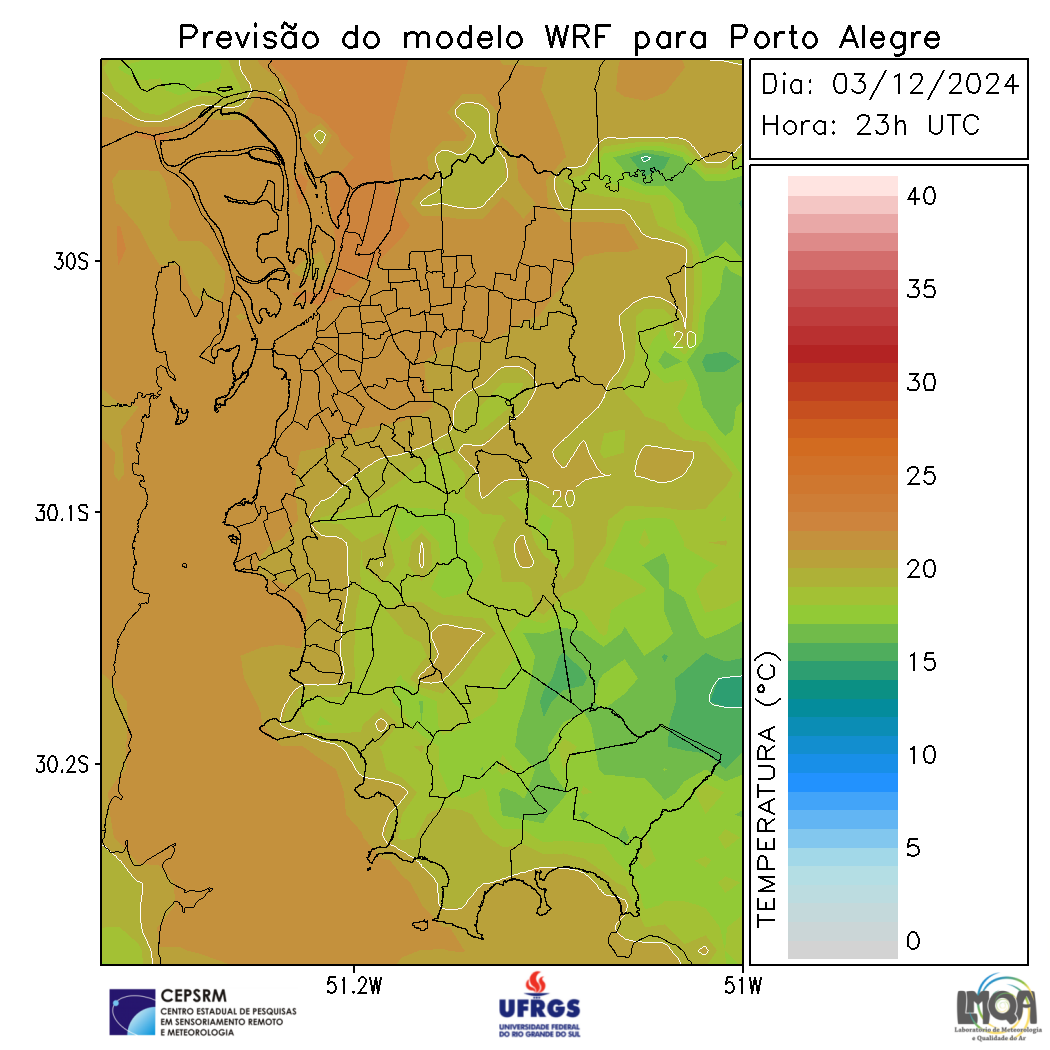 Previsão do modelo WRF para Porto Alegre
Dia: 03/12/2024
Hora: 23h UTC
30S
30.1S
30.2S
51.2W
51W
20
20
40
35
30
25
20
15
10
5
0
TEMPERATURA (°C)
CEPSRM
CENTRO ESTADUAL DE PESQUISAS
EM SENSORIAMENTO REMOTO
E METEOROLOGIA
UFRGS
UNIVERSIDADE FEDERAL
DO RIO GRANDE DO SUL
LMQA
Laboratório de Meteorologia
e Qualidade do Ar